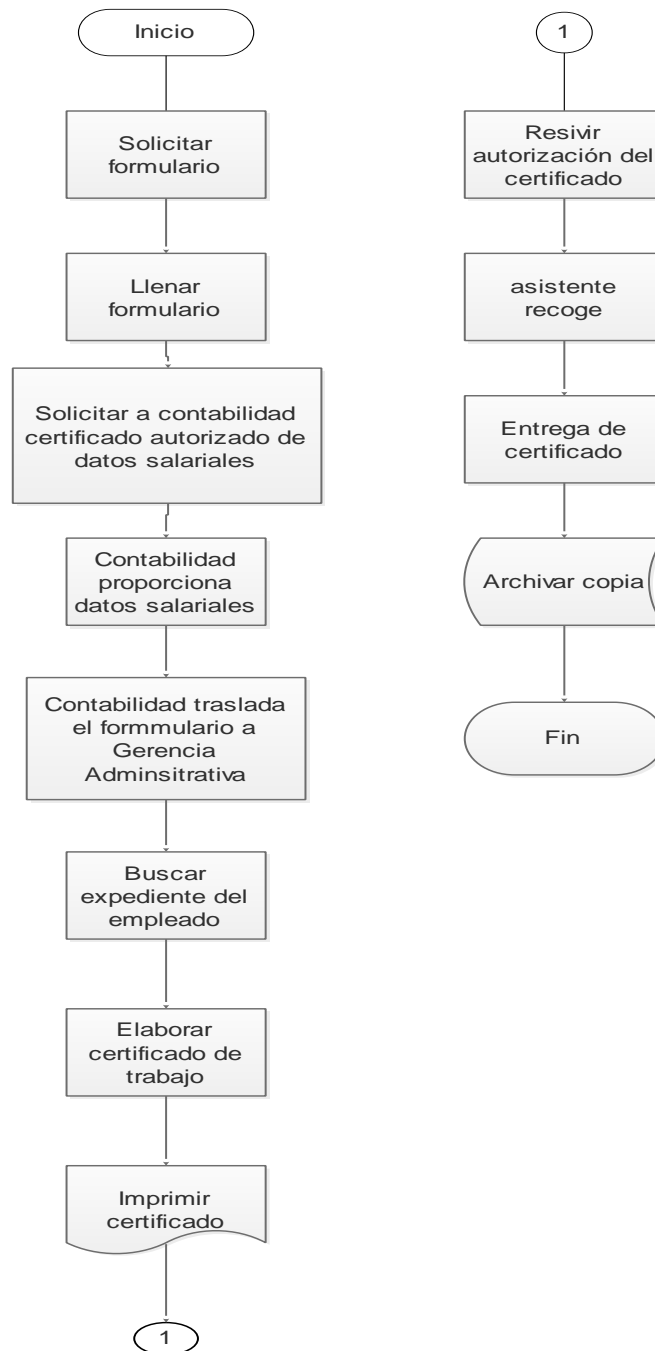 Inicio
Solicitar
formulario
Llenar
formulario
Solicitar a contabilidad
certificado autorizado de
datos salariales
Contabilidad
proporciona
datos salariales
Contabilidad traslada
el formmulario a
Gerencia
Adminsitrativa
Buscar
expediente del
empleado
Elaborar
certificado de
trabajo
Imprimir
certificado
1
1
Resivir
autorización del
certificado
asistente
recoge
Entrega de
certificado
Archivar copia
Fin